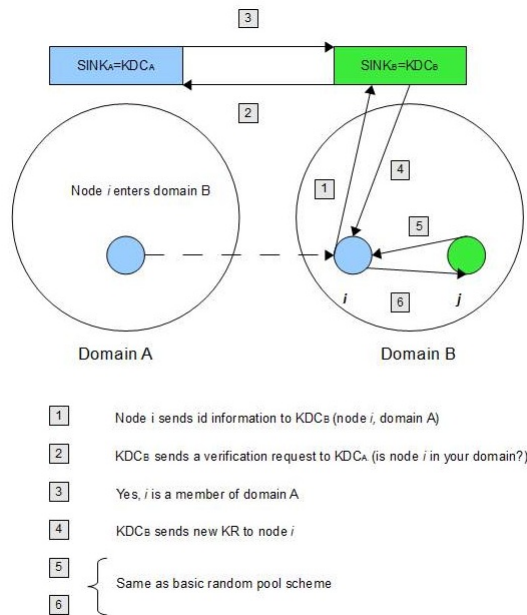 3
SINKA=KDCA
SINKB=KDCB
2
Node i enters domain B
1
4
5
i
j
6
Domain A
Domain B
1 Node i sends id information to KDCB (node i, domain A)
2 KDCB sends a verification request to KDCA (is node i in your domain?)
3 Yes, i is a member of domain A
4 KDCB sends new KR to node i
5
Same as basic random pool scheme
6